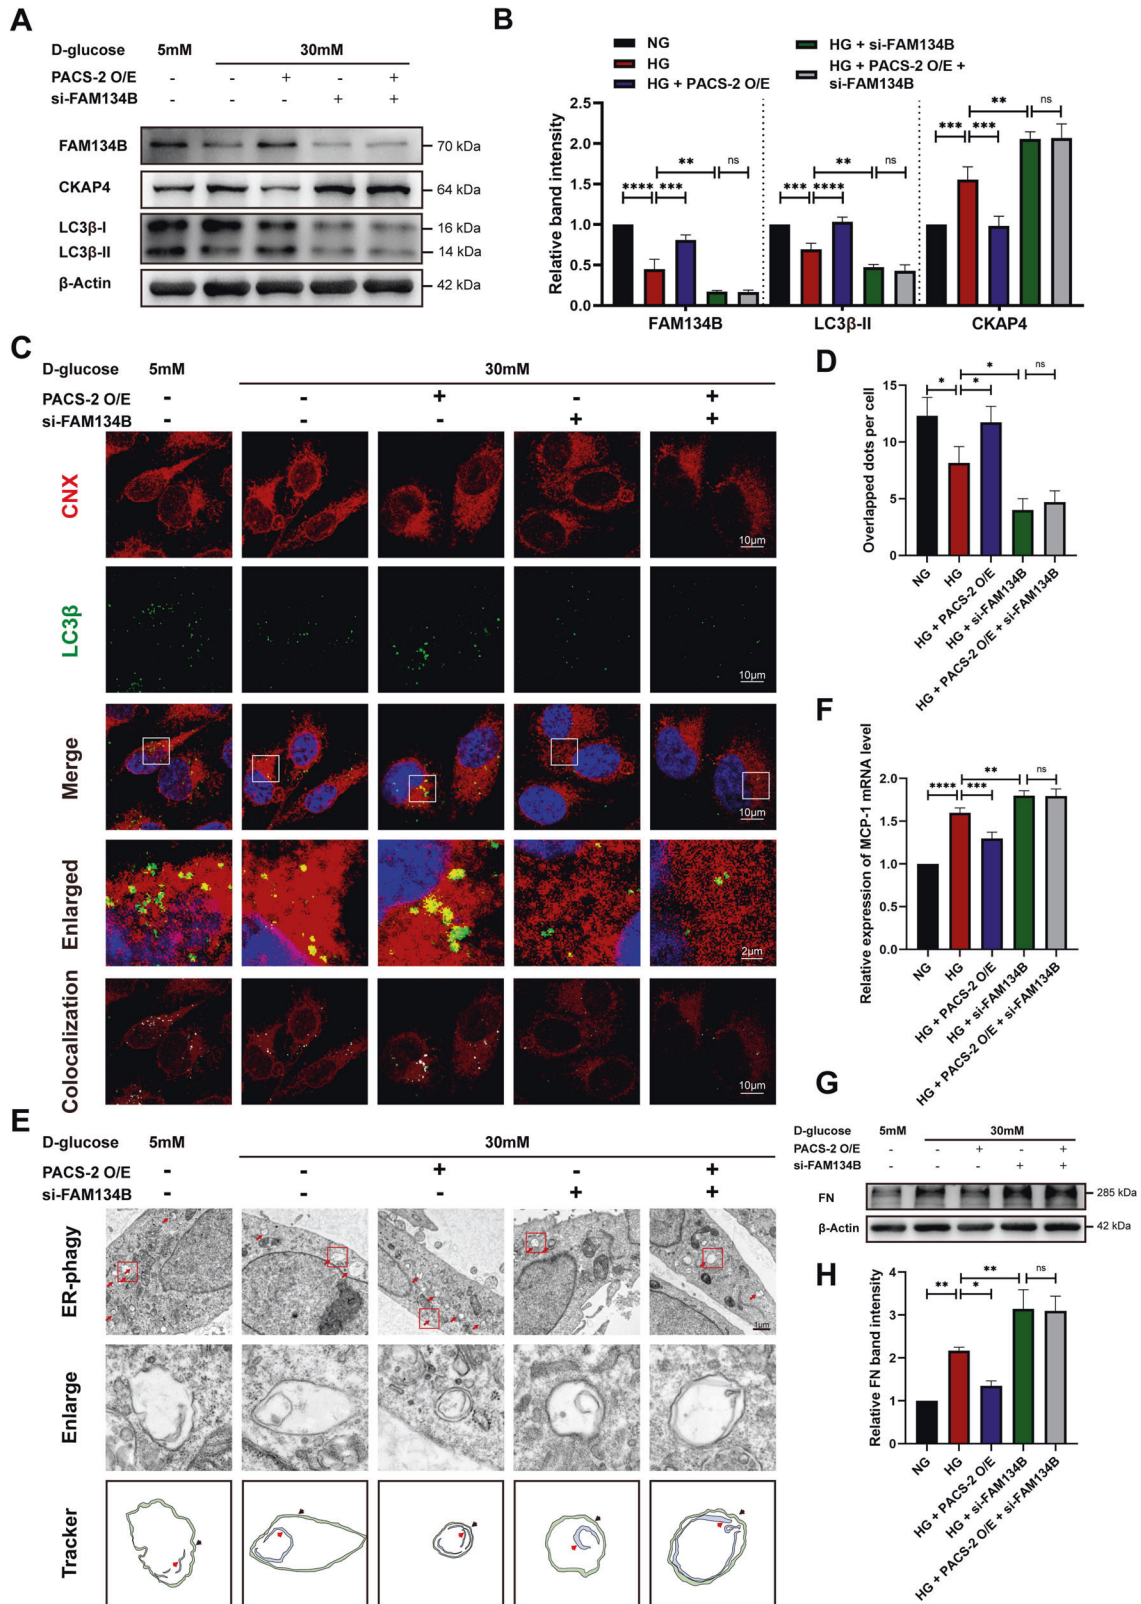 A
D-glucose 5mM 30mM
PACS-2 O/E - - + - +
si-FAM134B - - - + +
FAM134B 70 kDa
CKAP4 64 kDa
LC3β-I 16 kDa
LC3β-II 14 kDa
β-Actin 42 kDa
B
NG
HG
HG + PACS-2 O/E
HG + si-FAM134B
HG + PACS-2 O/E +
si-FAM134B
Relative band intensity
2.5
2.0
1.5
1.0
0.5
0.0
**** *** ** ns
*** **** ** ns
*** *** ** ns
FAM134B LC3β-II CKAP4
C
D-glucose 5mM 30mM
PACS-2 O/E - - + - +
si-FAM134B - - - + +
CNX
10μm
LC3β
10μm
Merge
10μm
Enlarged
2μm
Colocalization
10μm
D
Overlapped dots per cell
15
10
5
0
* * * ns
NG
HG
HG + PACS-2 O/E
HG + si-FAM134B
HG + PACS-2 O/E + si-FAM134B
E
D-glucose 5mM 30mM
PACS-2 O/E - - + - +
si-FAM134B - - - + +
ER-phagy
1μm
Enlarge
Tracker
F
Relative expression of MCP-1 mRNA level
2.0
1.5
1.0
0.5
0.0
**** *** ** ns
NG
HG
HG + PACS-2 O/E
HG + si-FAM134B
HG + PACS-2 O/E + si-FAM134B
G
D-glucose 5mM 30mM
PACS-2 O/E - - + - +
si-FAM134B - - - + +
FN 285 kDa
β-Actin 42 kDa
H
Relative FN band intensity
4
3
2
1
0
** * ** ns
NG
HG
HG + PACS-2 O/E
HG + si-FAM134B
HG + PACS-2 O/E + si-FAM134B